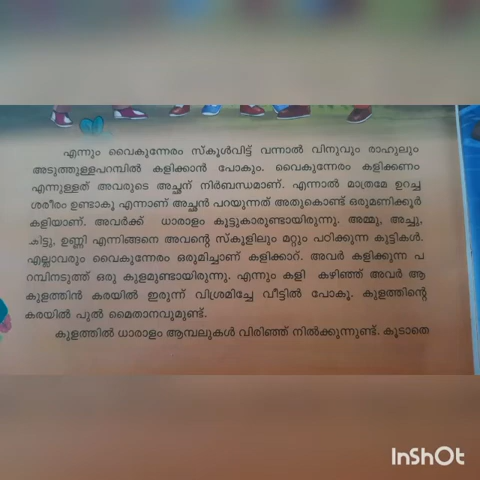 എന്നും വൈകുന്നേരം സ്കൂൾവിട്ട് വന്നാൽ വിനുവും രാഹുലും
അടുത്തുള്ളപറമ്പിൽ കളിക്കാൻ പോകും. വൈകുന്നേരം കളിക്കണം
എന്നുള്ളത് അവരുടെ അച്ഛന് നിർബന്ധമാണ്. എന്നാൽ മാത്രമേ ഉറച്ച
ശരീരം ഉണ്ടാകൂ എന്നാണ് അച്ഛൻ പറയുന്നത് അതുകൊണ്ട് ഒരുമണിക്കൂർ
കളിയാണ്. അവർക്ക് ധാരാളം കൂട്ടുകാരുണ്ടായിരുന്നു. അമ്മു, അച്ചു,
ചിട്ടു, ഉണ്ണി എന്നിങ്ങനെ അവന്റെ സ്കൂളിലും മറ്റും പഠിക്കുന്ന കുട്ടികൾ.
എല്ലാവരും വൈകുന്നേരം ഒരുമിച്ചാണ് കളിക്കാറ്. അവർ കളിക്കുന്ന പ
റമ്പിനടുത്ത് ഒരു കുളമുണ്ടായിരുന്നു. എന്നും കളി കഴിഞ്ഞ് അവർ ആ
കുളത്തിൻ കരയിൽ ഇരുന്ന് വിശ്രമിച്ചേ വീട്ടിൽ പോകൂ. കുളത്തിന്റെ
കരയിൽ പുൽ മൈതാനവുമുണ്ട്.
കുളത്തിൽ ധാരാളം ആമ്പലുകൾ വിരിഞ്ഞ് നിൽക്കുന്നുണ്ട്. കൂടാതെ
InShOt